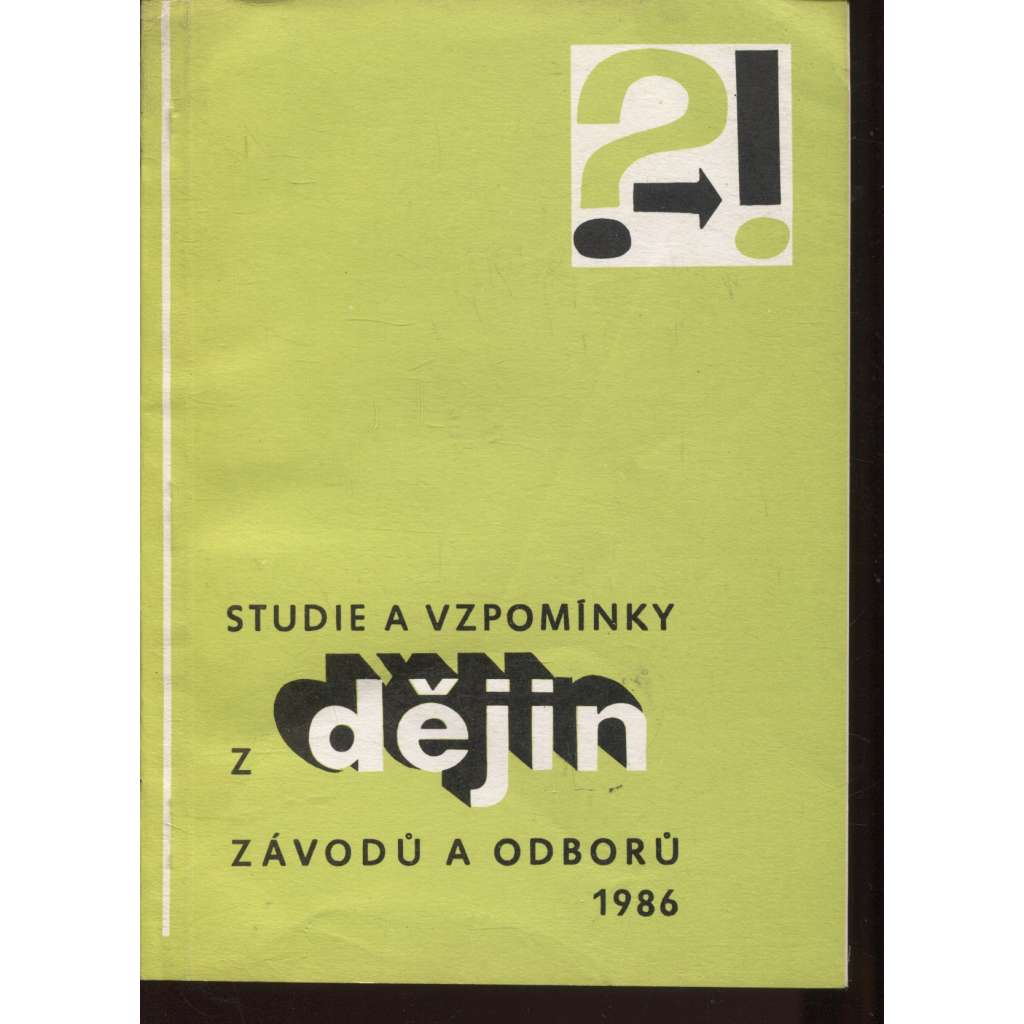 ?!
STUDIE A VZPOMÍNKY
z dějin
ZÁVODŮ A ODBORŮ
1986